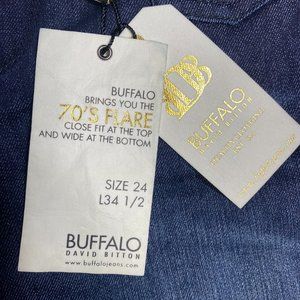 BUFFALO
BRINGS YOU THE
70'S FLARE
CLOSE FIT AT THE TOP
AND WIDE AT THE BOTTOM
SIZE 24
L34 1/2
BUFFALO
DAVID BITTON
www.buffalojeans.com
B
BUFFALO
DAVID BITTON